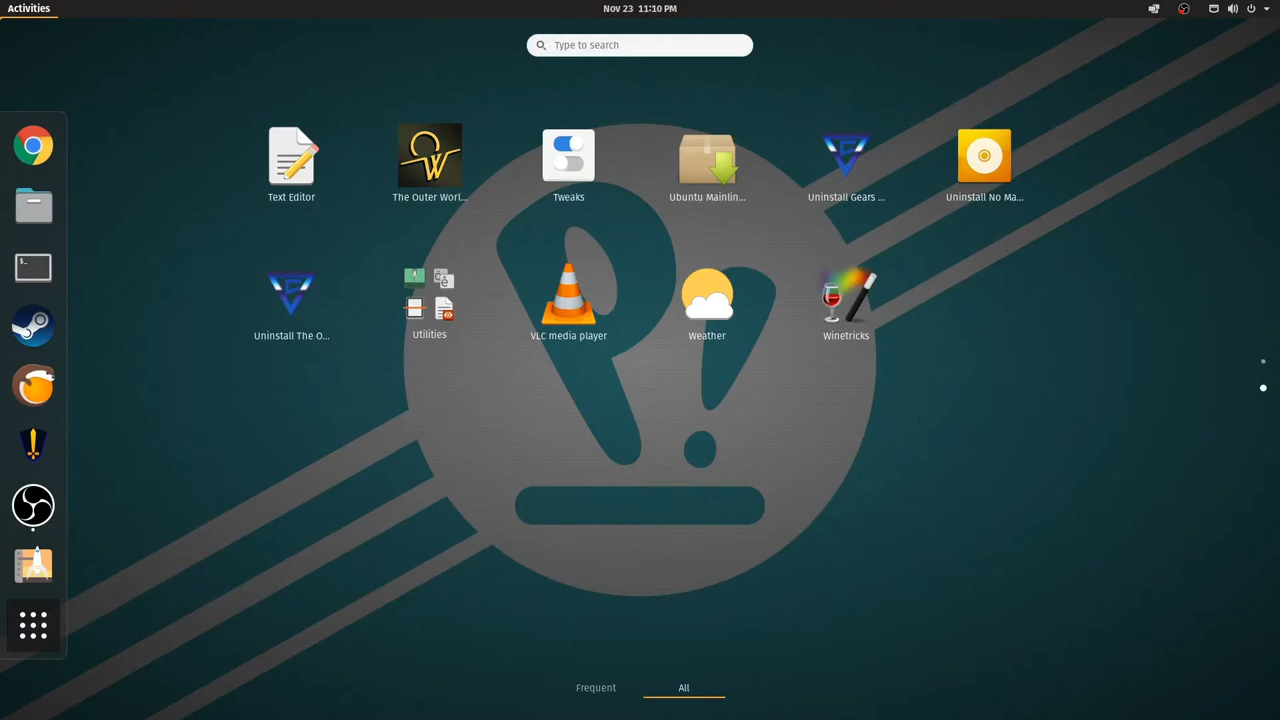 Activities
Nov 23 11:10 PM
Type to search
Text Editor
The Outer Worl...
Tweaks
Ubuntu Mainlin...
Uninstall Gears ...
Uninstall No Ma...
Uninstall The O...
Utilities
VLC media player
Weather
Winetricks
Frequent
All